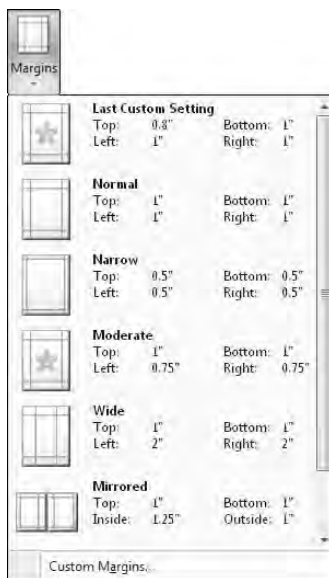 Margins
Last Custom Setting
Top: 0.8" Bottom: 1"
Left: 1" Right: 1"
Normal
Top: 1" Bottom: 1"
Left: 1" Right: 1"
Narrow
Top: 0.5" Bottom: 0.5"
Left: 0.5" Right: 0.5"
Moderate
Top: 1" Bottom: 1"
Left: 0.75" Right: 0.75"
Wide
Top: 1" Bottom: 1"
Left: 2" Right: 2"
Mirrored
Top: 1" Bottom: 1"
Inside: 1.25" Outside: 1"
Custom Margins...